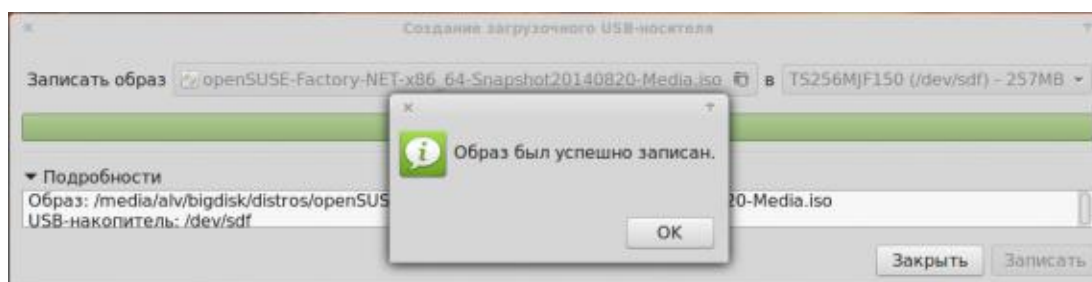 Создание загрузочного USB-носителя
Записать образ openSUSE-Factory-NET-x86_64-Snapshot20140820-Media.iso в TS256MJF150 (/dev/sdf) - 257MB
Образ был успешно записан.
Подробности
Образ: /media/alv/bigdisk/distros/openSUS 20-Media.iso
USB-накопитель: /dev/sdf
OK
Закрыть Записать